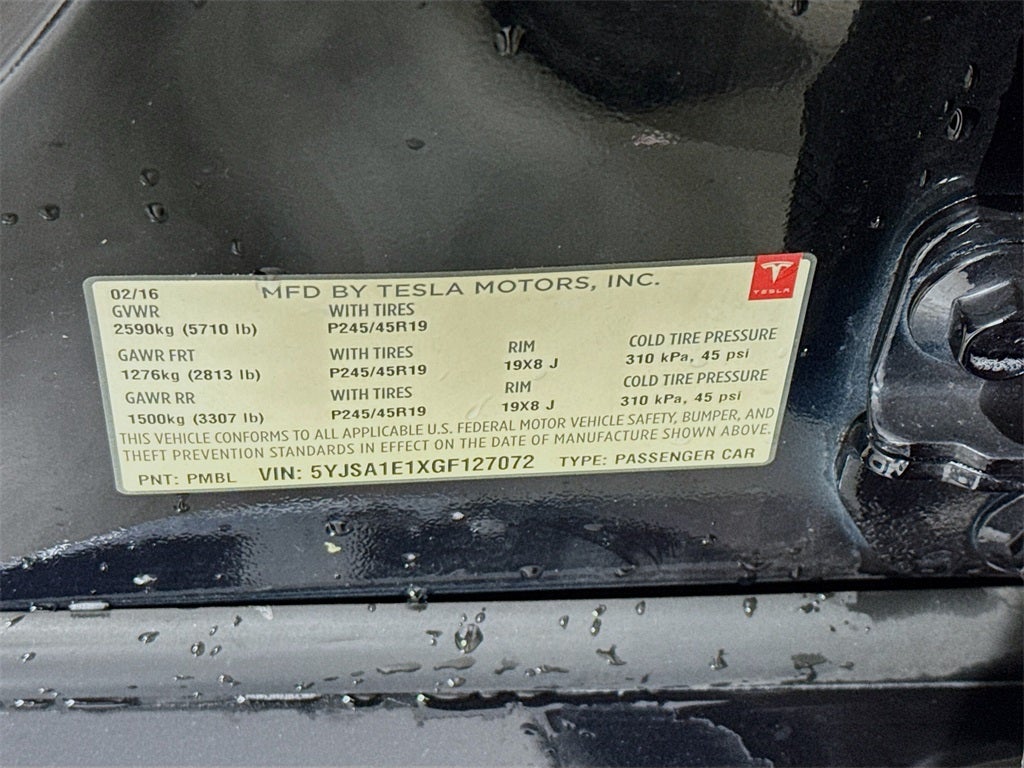 02/16 MFD BY TESLA MOTORS, INC.
TESLA
GVWR WITH TIRES
2590kg (5710 lb) P245/45R19
GAWR FRT WITH TIRES RIM COLD TIRE PRESSURE
1276kg (2813 lb) P245/45R19 19X8 J 310 kPa, 45 psi
GAWR RR WITH TIRES RIM COLD TIRE PRESSURE
1500kg (3307 lb) P245/45R19 19X8 J 310 kPa, 45 psi
THIS VEHICLE CONFORMS TO ALL APPLICABLE U.S. FEDERAL MOTOR VEHICLE SAFETY, BUMPER, AND
THEFT PREVENTION STANDARDS IN EFFECT ON THE DATE OF MANUFACTURE SHOWN ABOVE.
PNT: PMBL VIN: 5YJSA1E1XGF127072 TYPE: PASSENGER CAR